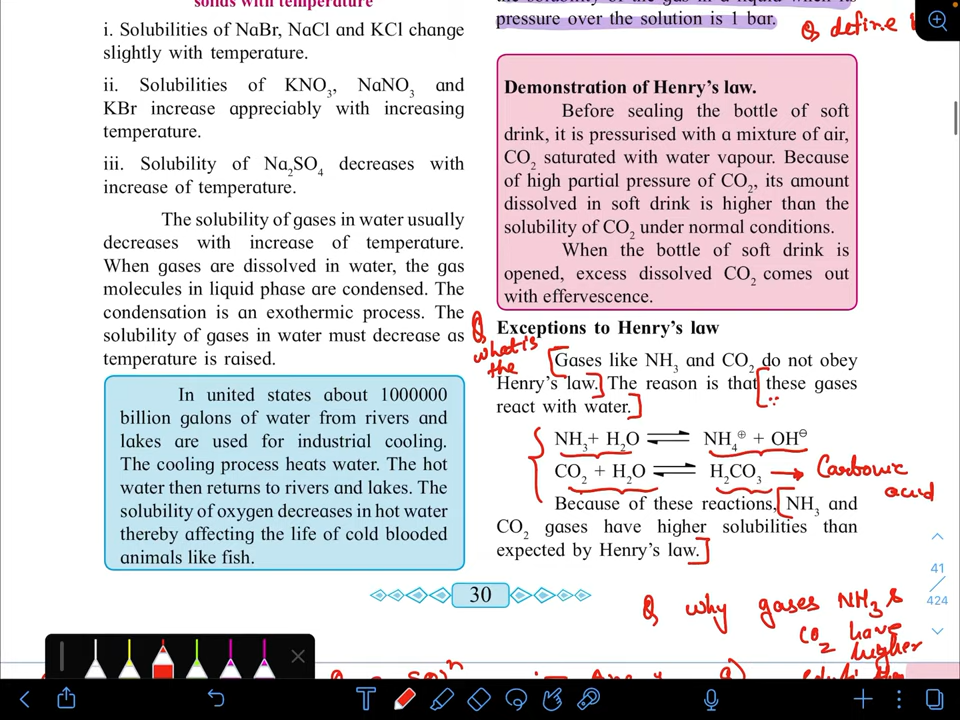 solids with temperature
i. Solubilities of NaBr, NaCl and KCl change
slightly with temperature.
ii. Solubilities of KNO₃, NaNO₃ and
KBr increase appreciably with increasing
temperature.
iii. Solubility of Na₂SO₄ decreases with
increase of temperature.
The solubility of gases in water usually
decreases with increase of temperature.
When gases are dissolved in water, the gas
molecules in liquid phase are condensed. The
condensation is an exothermic process. The
solubility of gases in water must decrease as
temperature is raised.
In united states about 1000000
billion galons of water from rivers and
lakes are used for industrial cooling.
The cooling process heats water. The hot
water then returns to rivers and lakes. The
solubility of oxygen decreases in hot water
thereby affecting the life of cold blooded
animals like fish.
the solubility of the gas in a liquid when its
pressure over the solution is 1 bar.
Q define
Demonstration of Henry's law.
Before sealing the bottle of soft
drink, it is pressurised with a mixture of air,
CO₂ saturated with water vapour. Because
of high partial pressure of CO₂, its amount
dissolved in soft drink is higher than the
solubility of CO₂ under normal conditions.
When the bottle of soft drink is
opened, excess dissolved CO₂ comes out
with effervescence.
Exceptions to Henry's law
Q
what is
the
Gases like NH₃ and CO₂ do not obey
Henry's law. The reason is that these gases
react with water.
NH₃+ H₂O ⇌ NH₄⊕ + OH⊖
CO₂ + H₂O ⇌ H₂CO₃ → Carbonic
acid
Because of these reactions, NH₃ and
CO₂ gases have higher solubilities than
expected by Henry's law.
30
41
424
Q why gases NH₃ &
CO₂ have
higher
T